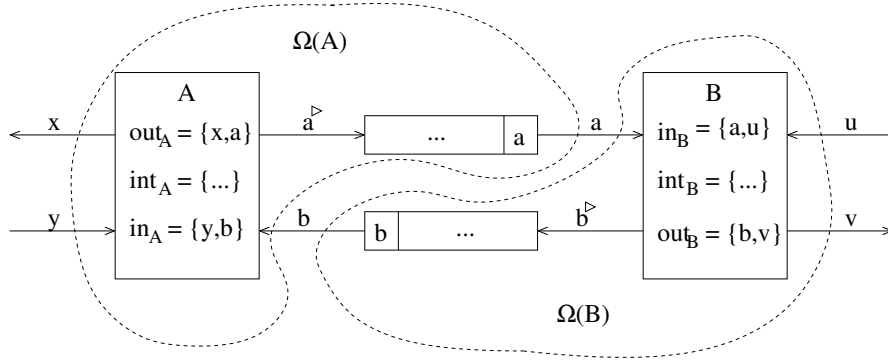 Ω(A)
A
B
x
out_A = {x,a}
a▷
...
a
a
in_B = {a,u}
u
int_A = {...}
int_B = {...}
y
in_A = {y,b}
b
b
...
b▷
out_B = {b,v}
v
Ω(B)